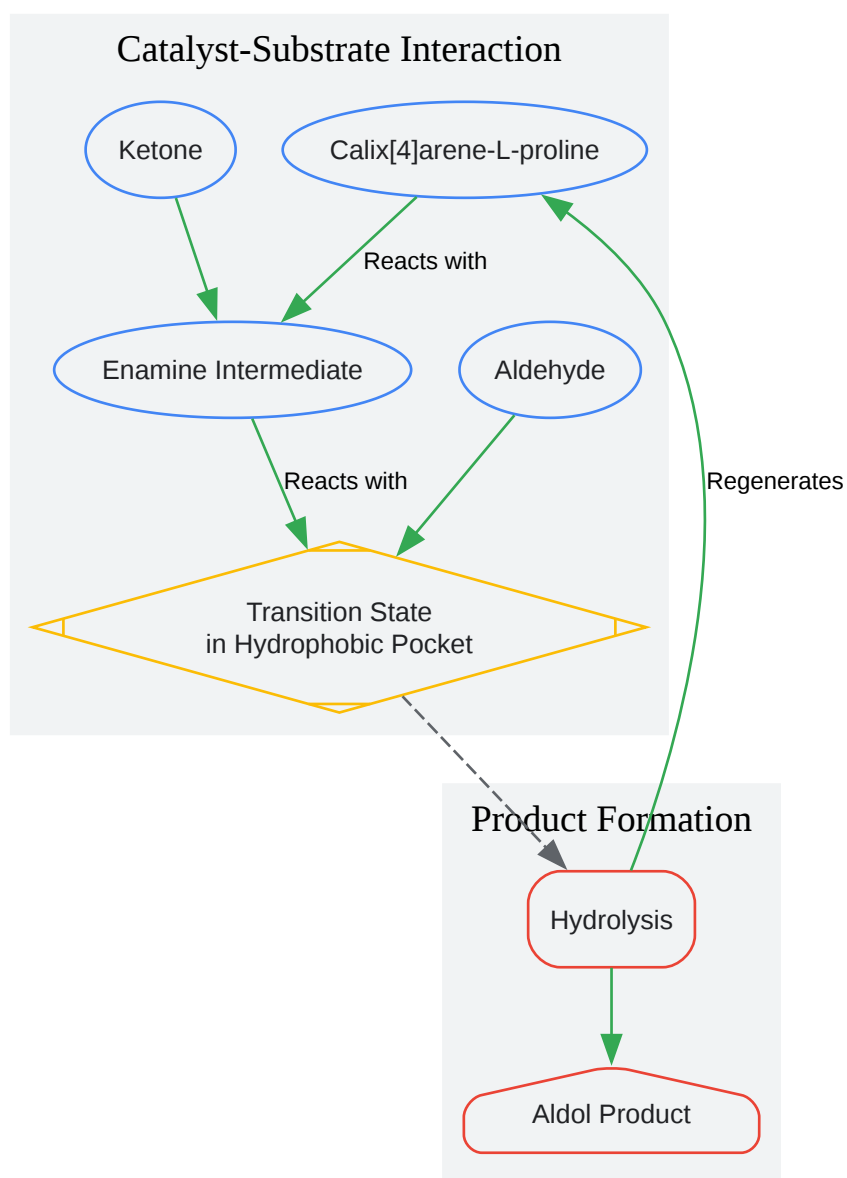 Catalyst-Substrate Interaction
Ketone
Calix[4]arene-L-proline
Reacts with
Enamine Intermediate
Aldehyde
Reacts with
Regenerates
Transition State
in Hydrophobic Pocket
Product Formation
Hydrolysis
Aldol Product